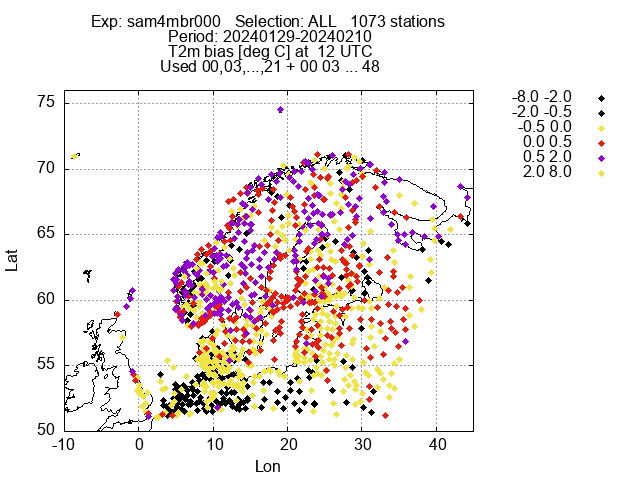 Exp: sam4mbr000 Selection: ALL 1073 stations
Period: 20240129-20240210
T2m bias [deg C] at 12 UTC
Used 00,03,...,21 + 00 03 ... 48
-8.0 -2.0
-2.0 -0.5
-0.5 0.0
0.0 0.5
0.5 2.0
2.0 8.0
75
70
65
60
55
50
Lat
-10 0 10 20 30 40
Lon